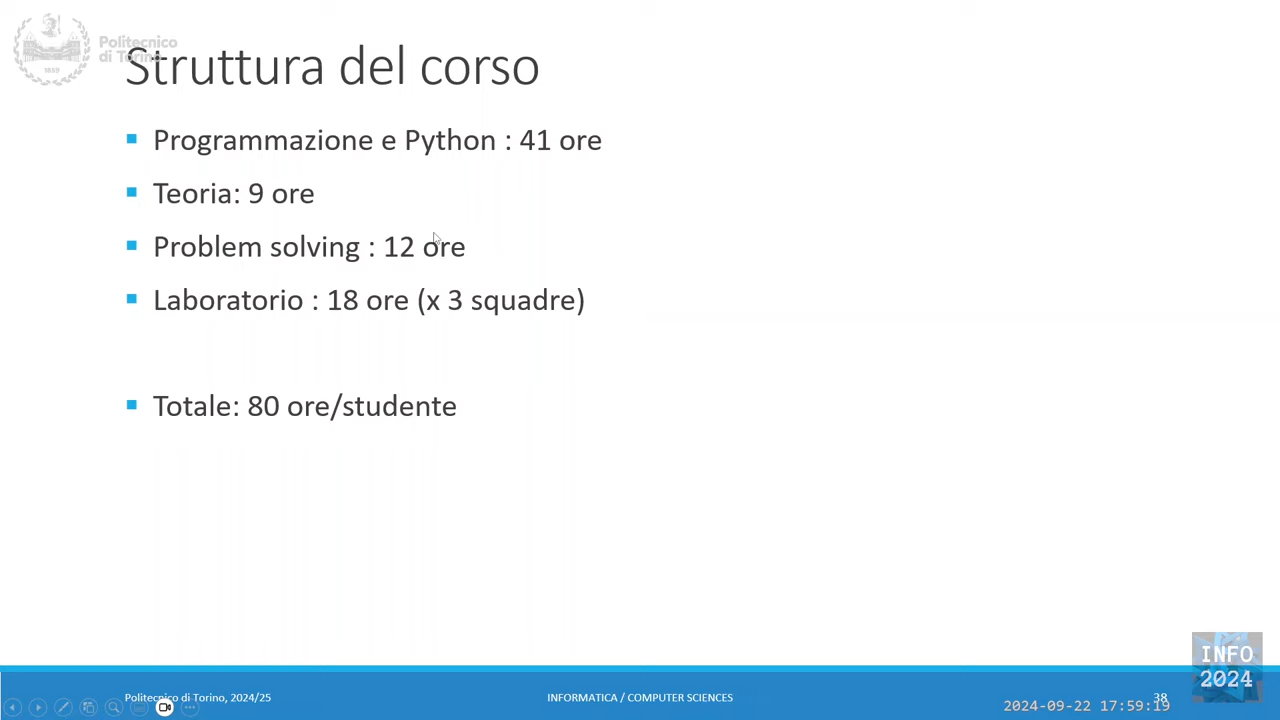 Politecnico
di Torino
1859
Struttura del corso
Programmazione e Python : 41 ore
Teoria: 9 ore
Problem solving : 12 ore
Laboratorio : 18 ore (x 3 squadre)
Totale: 80 ore/studente
INFO
2024
Politecnico di Torino, 2024/25
INFORMATICA / COMPUTER SCIENCES
38
2024-09-22 17:59:19